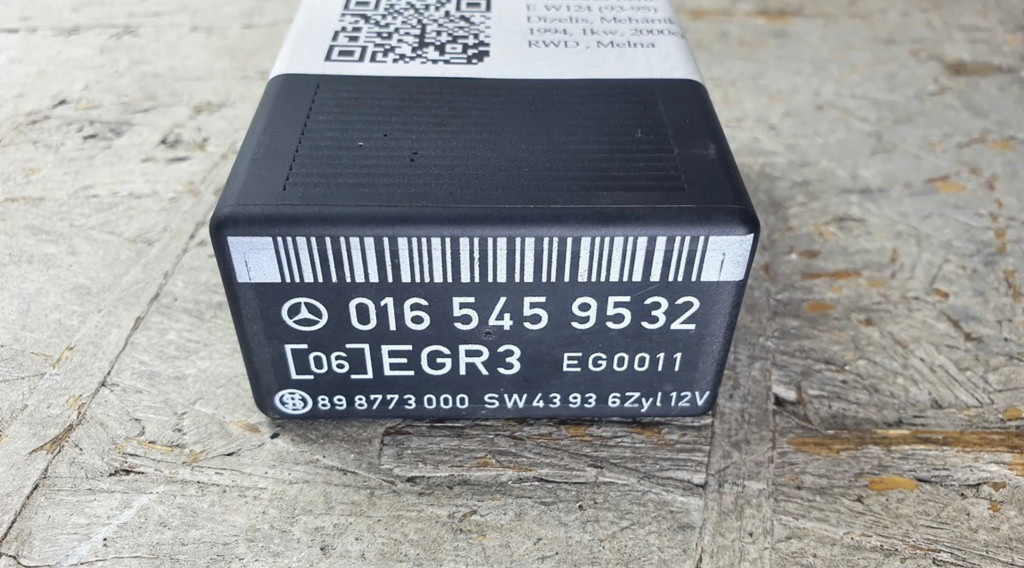 E W124 (93-95)
Dīzelis, Mehānik
1994, 1kw, 2000c
RWD , Melna
016 545 9532
[06] EGR3 EG0011
89 8773 000 SW43 93 6Zyl 12V